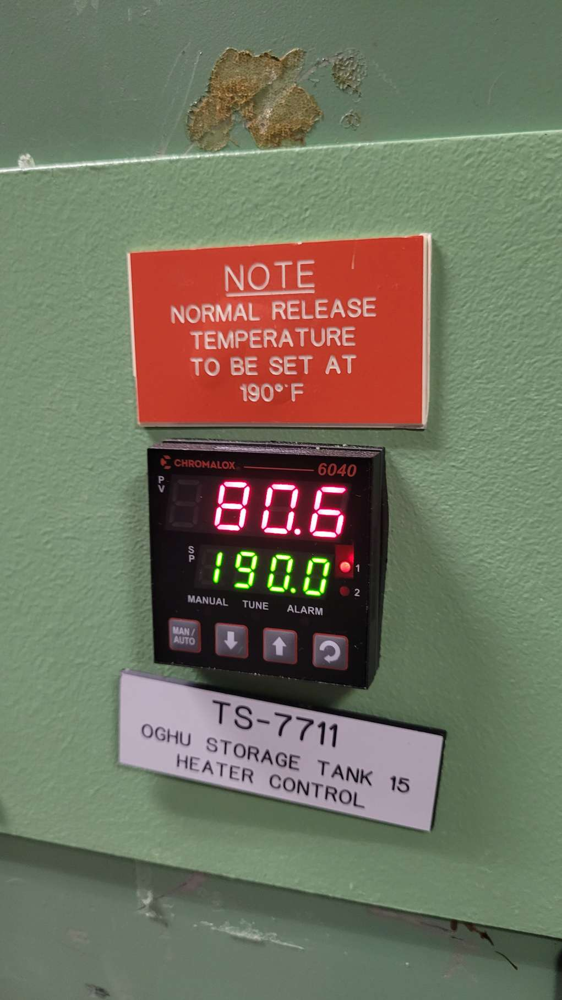 NOTE
NORMAL RELEASE
TEMPERATURE
TO BE SET AT
190°F
CHROMALOX 6040
PV
80.6
SP
190.0
1
2
MANUAL TUNE ALARM
MAN/
AUTO
TS-7711
OGHU STORAGE TANK 15
HEATER CONTROL